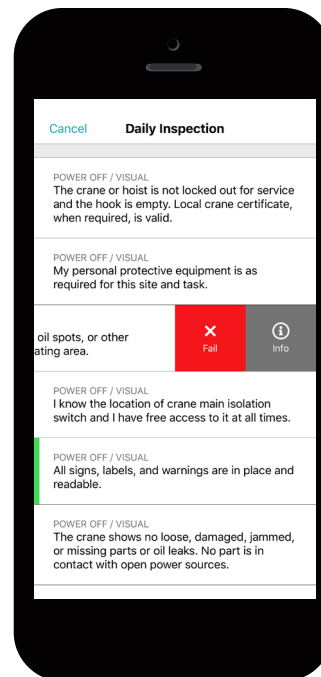 Cancel
Daily Inspection
POWER OFF / VISUAL
The crane or hoist is not locked out for service
and the hook is empty. Local crane certificate,
when required, is valid.
POWER OFF / VISUAL
My personal protective equipment is as
required for this site and task.
oil spots, or other
ating area.
Fail
Info
POWER OFF / VISUAL
I know the location of crane main isolation
switch and I have free access to it at all times.
POWER OFF / VISUAL
All signs, labels, and warnings are in place and
readable.
POWER OFF / VISUAL
The crane shows no loose, damaged, jammed,
or missing parts or oil leaks. No part is in
contact with open power sources.